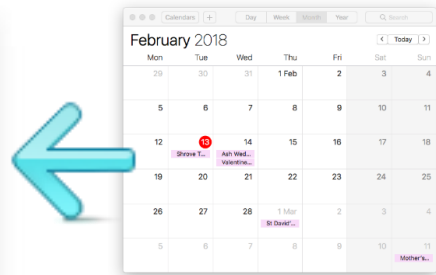 Calendars + Day Week Month Year Search
February 2018 < Today >
Mon Tue Wed Thu Fri Sat Sun
29 30 31 1 Feb 2 3 4
5 6 7 8 9 10 11
12 13 14 15 16 17 18
Shrove T... Ash Wed...
Valentine...
19 20 21 22 23 24 25
26 27 28 1 Mar 2 3 4
St David'...
5 6 7 8 9 10 11
Mother's...